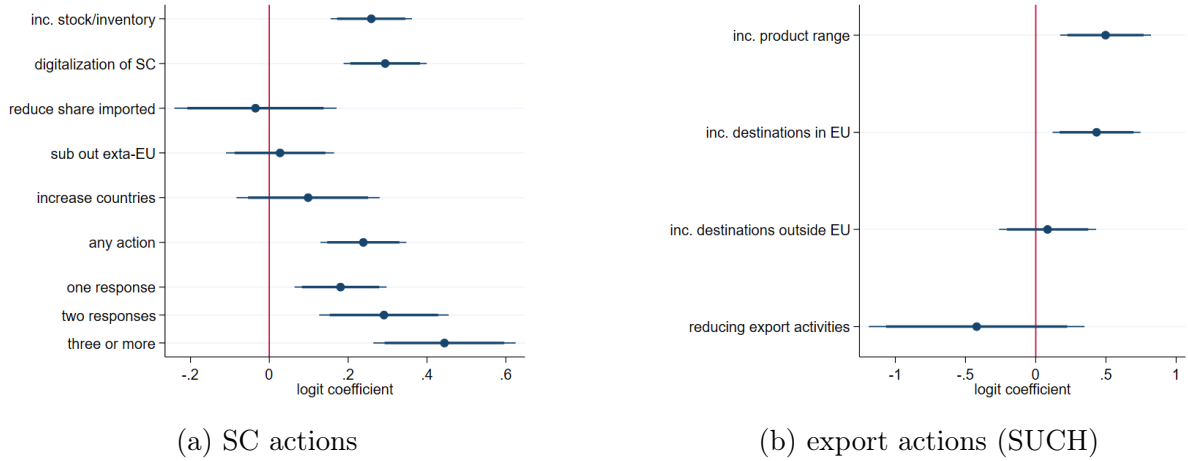 inc. stock/inventory
digitalization of SC
reduce share imported
sub out exta-EU
increase countries
any action
one response
two responses
three or more
-.2 0 .2 .4 .6
logit coefficient
(a) SC actions
inc. product range
inc. destinations in EU
inc. destinations outside EU
reducing export activities
-1 -.5 0 .5 1
logit coefficient
(b) export actions (SUCH)